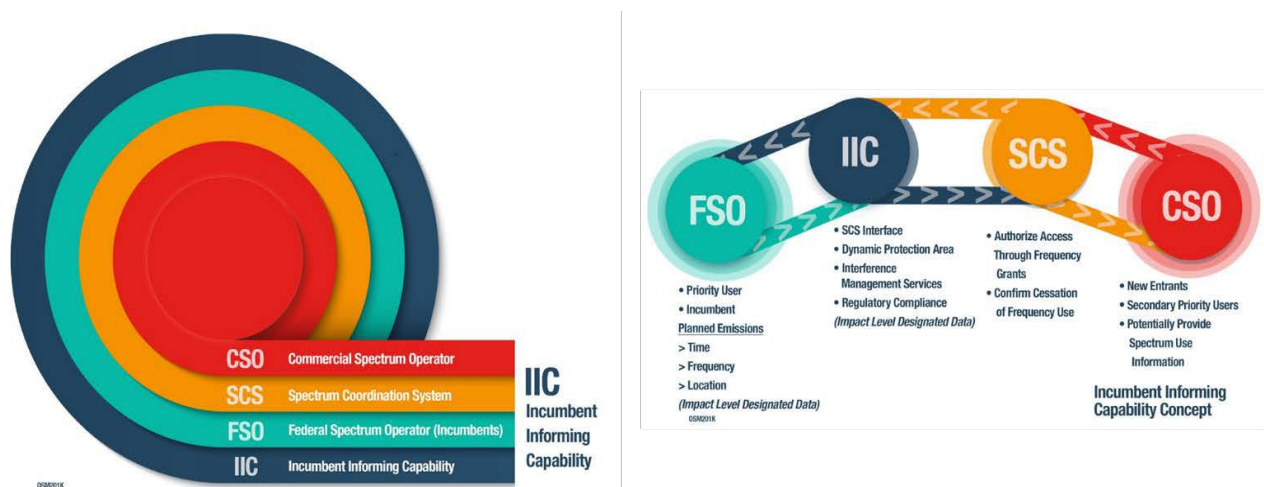 CSO Commercial Spectrum Operator
SCS Spectrum Coordination System
FSO Federal Spectrum Operator (Incumbents)
IIC Incumbent Informing Capability
IIC
Incumbent
Informing
Capability
OSM201K
FSO
IIC
SCS
CSO
• Priority User
• Incumbent
Planned Emissions
> Time
> Frequency
> Location
(Impact Level Designated Data)
OSM201K
• SCS Interface
• Dynamic Protection Area
• Interference
Management Services
• Regulatory Compliance
(Impact Level Designated Data)
• Authorize Access
Through Frequency
Grants
• Confirm Cessation
of Frequency Use
• New Entrants
• Secondary Priority Users
• Potentially Provide
Spectrum Use
Information
Incumbent Informing
Capability Concept